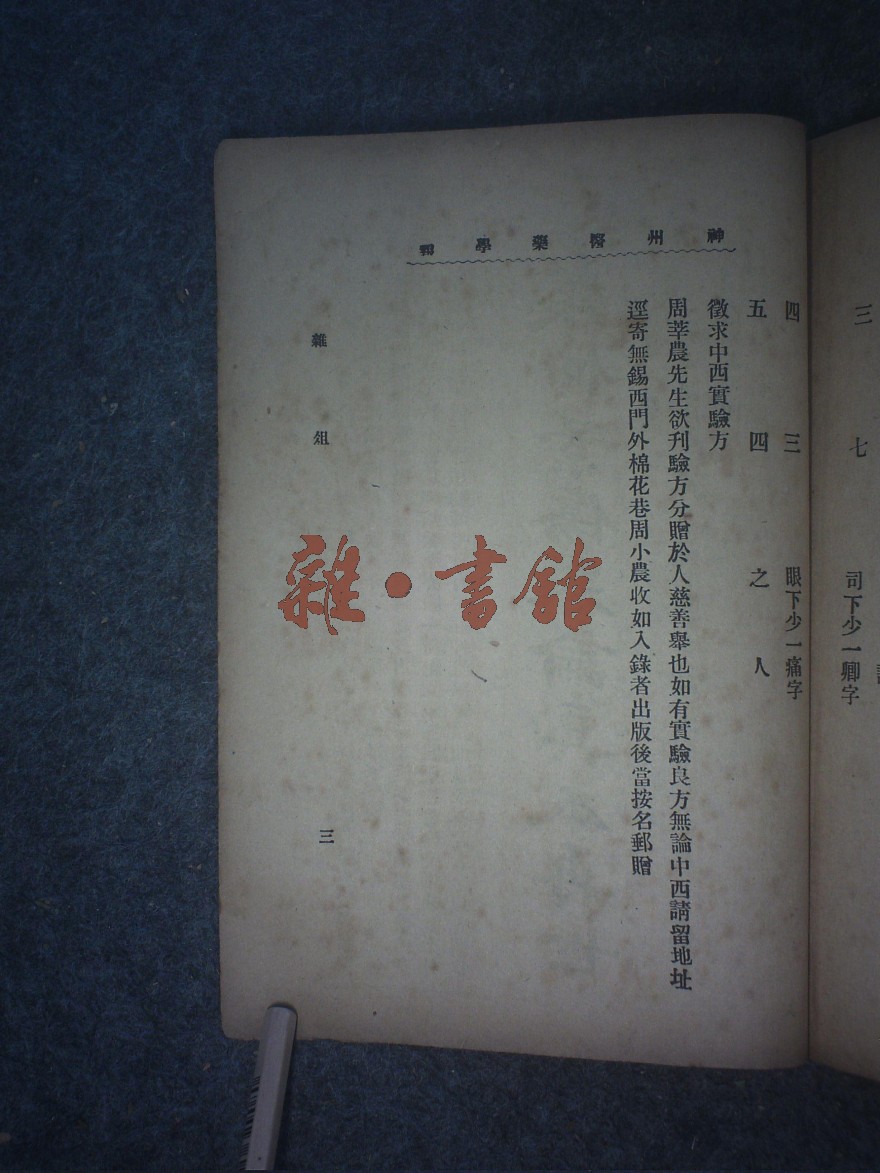 神州醫藥學報
三　七　司下少一卿字
四　三　眼下少一痛字
五　四　之　人
徵求中西實驗方
周莘農先生欲刋驗方分贈於人慈善舉也如有實驗良方無論中西請留地址
逕寄無錫西門外棉花巷周小農收如入錄者出版後當按名郵贈
雜俎
三
雜·書館